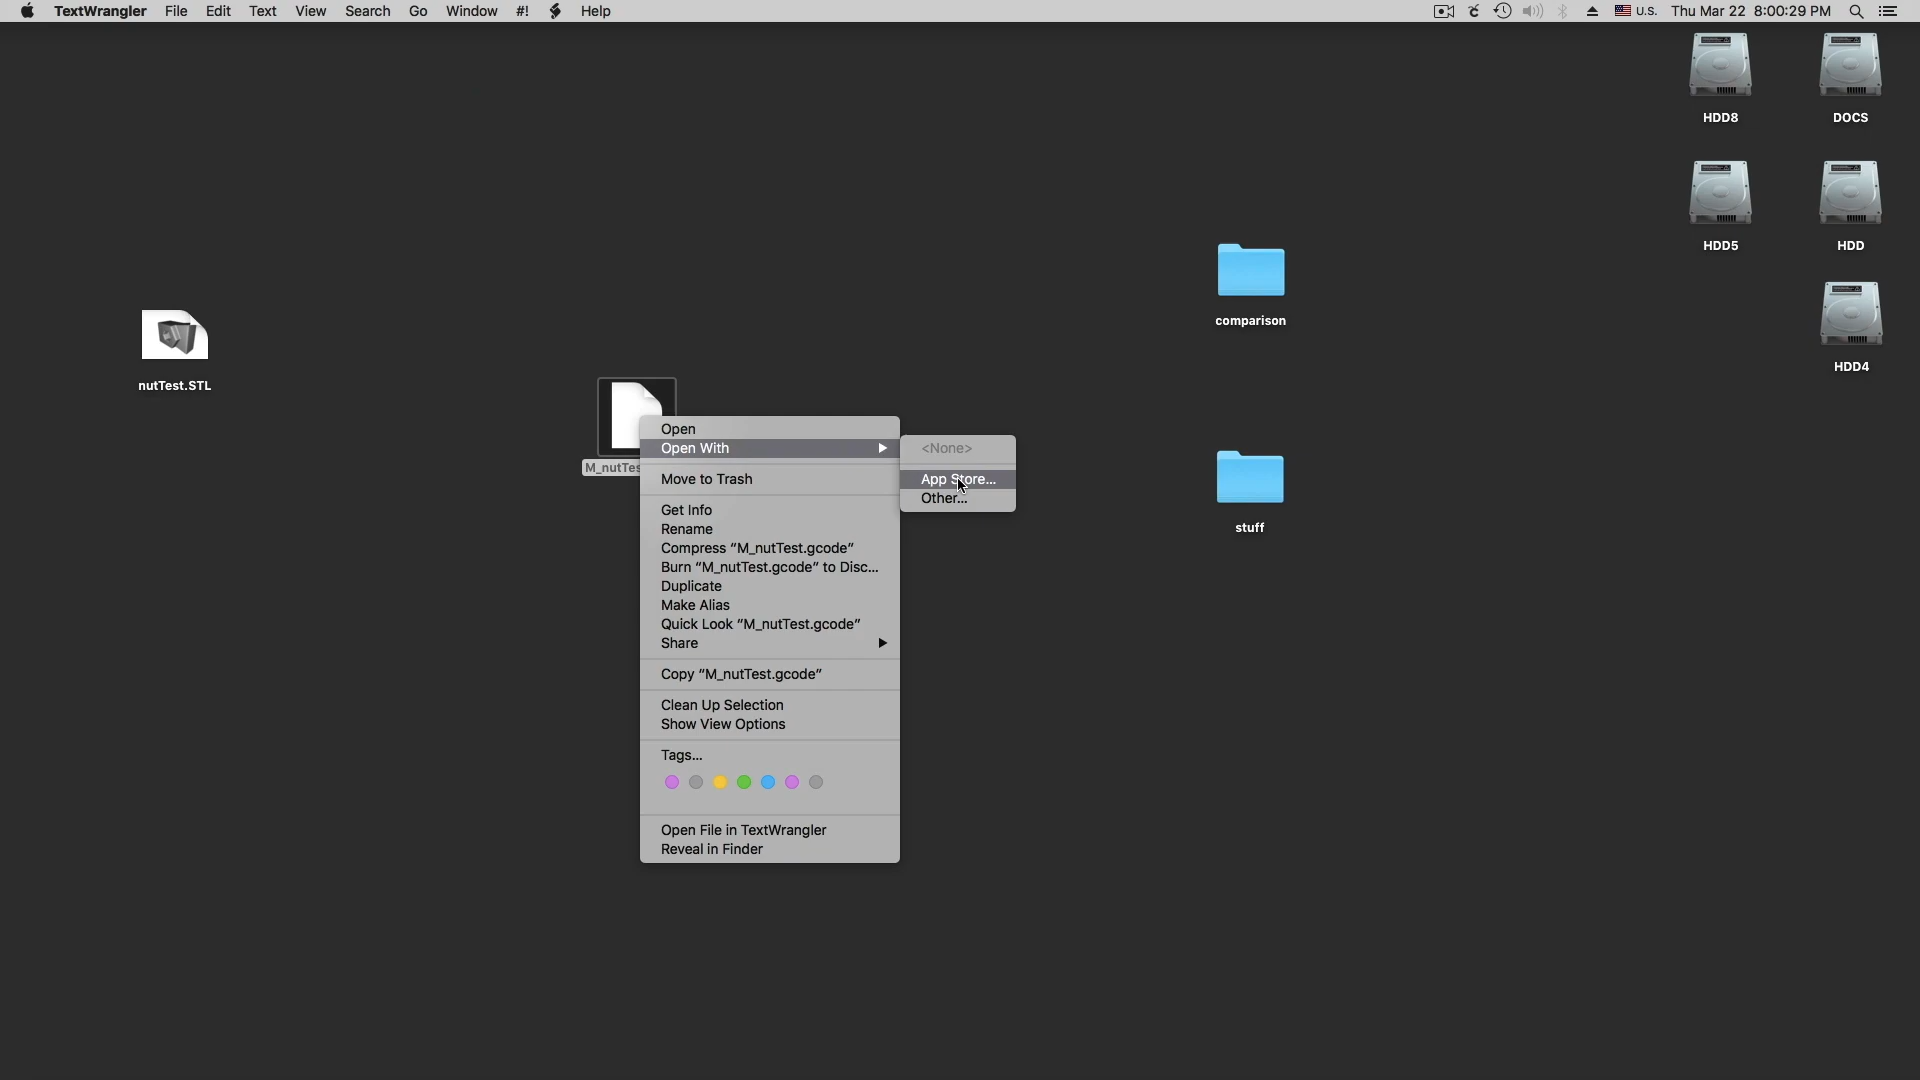 TextWrangler File Edit Text View Search Go Window #! Help U.S. Thu Mar 22 8:00:29 PM
HDD8 DOCS
HDD5 HDD
HDD4
nutTest.STL
comparison
stuff
M_nutTes
Open
Open With
Move to Trash
Get Info
Rename
Compress “M_nutTest.gcode”
Burn “M_nutTest.gcode” to Disc...
Duplicate
Make Alias
Quick Look “M_nutTest.gcode”
Share
Copy “M_nutTest.gcode”
Clean Up Selection
Show View Options
Tags...
Open File in TextWrangler
Reveal in Finder
<None>
App Store...
Other...